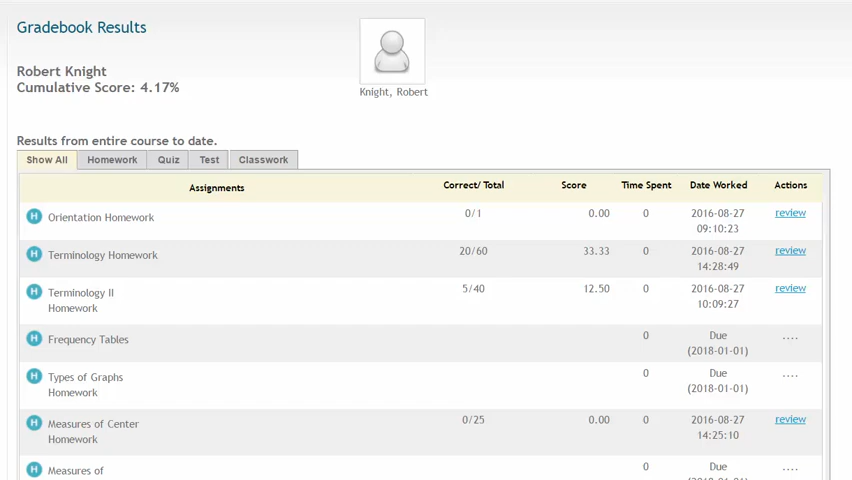 Gradebook Results
Robert Knight
Cumulative Score: 4.17%
Knight, Robert
Results from entire course to date.
Show All Homework Quiz Test Classwork
Assignments Correct/ Total Score Time Spent Date Worked Actions
H Orientation Homework 0/1 0.00 0 2016-08-27 review
09:10:23
H Terminology Homework 20/60 33.33 0 2016-08-27 review
14:28:49
H Terminology II 5/40 12.50 0 2016-08-27 review
Homework 10:09:27
H Frequency Tables 0 Due ....
(2018-01-01)
H Types of Graphs 0 Due ....
Homework (2018-01-01)
H Measures of Center 0/25 0.00 0 2016-08-27 review
Homework 14:25:10
H Measures of 0 Due ....